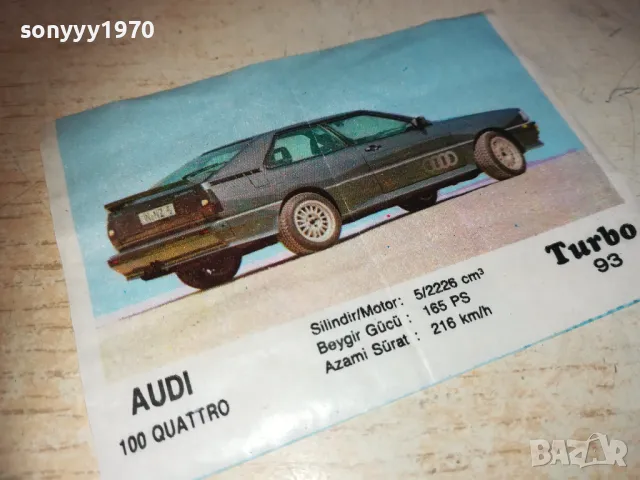 sonyyy1970
Turbo
93
Silindir/Motor: 5/2226 cm³
Beygir Gücü : 165 PS
Azami Sürat : 216 km/h
AUDI
100 QUATTRO
BAZAR